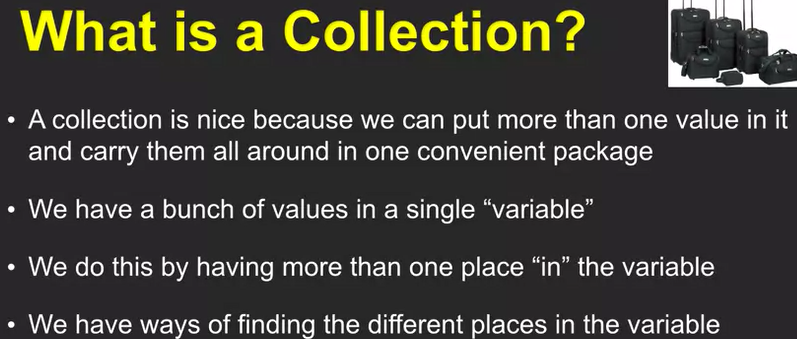 What is a Collection?
• A collection is nice because we can put more than one value in it
and carry them all around in one convenient package
• We have a bunch of values in a single “variable”
• We do this by having more than one place “in” the variable
• We have ways of finding the different places in the variable